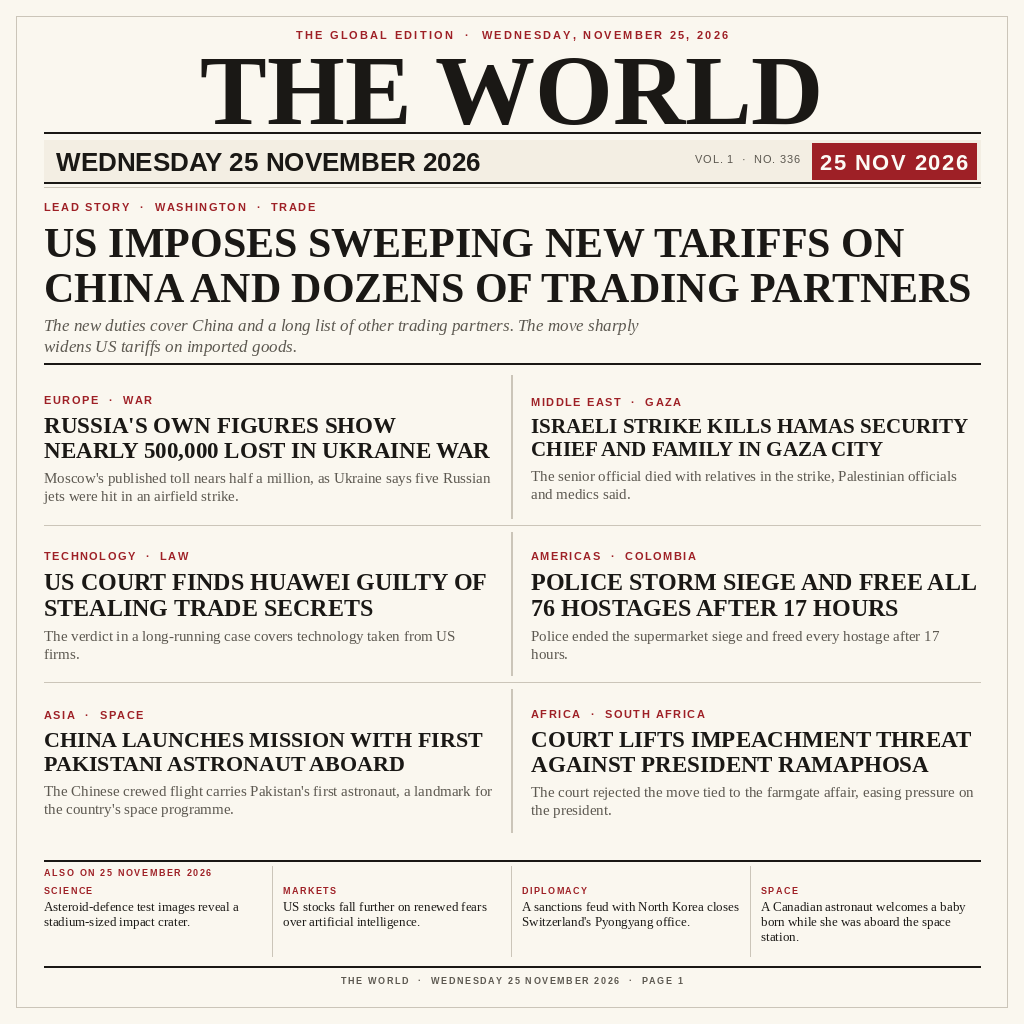 THE GLOBAL EDITION · WEDNESDAY, NOVEMBER 25, 2026
THE WORLD
WEDNESDAY 25 NOVEMBER 2026
VOL. 1 · NO. 336
25 NOV 2026
LEAD STORY · WASHINGTON · TRADE
US IMPOSES SWEEPING NEW TARIFFS ON
CHINA AND DOZENS OF TRADING PARTNERS
The new duties cover China and a long list of other trading partners. The move sharply
widens US tariffs on imported goods.
EUROPE · WAR
RUSSIA'S OWN FIGURES SHOW
NEARLY 500,000 LOST IN UKRAINE WAR
Moscow's published toll nears half a million, as Ukraine says five Russian
jets were hit in an airfield strike.
MIDDLE EAST · GAZA
ISRAELI STRIKE KILLS HAMAS SECURITY
CHIEF AND FAMILY IN GAZA CITY
The senior official died with relatives in the strike, Palestinian officials
and medics said.
TECHNOLOGY · LAW
US COURT FINDS HUAWEI GUILTY OF
STEALING TRADE SECRETS
The verdict in a long-running case covers technology taken from US
firms.
AMERICAS · COLOMBIA
POLICE STORM SIEGE AND FREE ALL
76 HOSTAGES AFTER 17 HOURS
Police ended the supermarket siege and freed every hostage after 17
hours.
ASIA · SPACE
CHINA LAUNCHES MISSION WITH FIRST
PAKISTANI ASTRONAUT ABOARD
The Chinese crewed flight carries Pakistan's first astronaut, a landmark for
the country's space programme.
AFRICA · SOUTH AFRICA
COURT LIFTS IMPEACHMENT THREAT
AGAINST PRESIDENT RAMAPHOSA
The court rejected the move tied to the farmgate affair, easing pressure on
the president.
ALSO ON 25 NOVEMBER 2026
SCIENCE
Asteroid-defence test images reveal a
stadium-sized impact crater.
MARKETS
US stocks fall further on renewed fears
over artificial intelligence.
DIPLOMACY
A sanctions feud with North Korea closes
Switzerland's Pyongyang office.
SPACE
A Canadian astronaut welcomes a baby
born while she was aboard the space
station.
THE WORLD · WEDNESDAY 25 NOVEMBER 2026 · PAGE 1